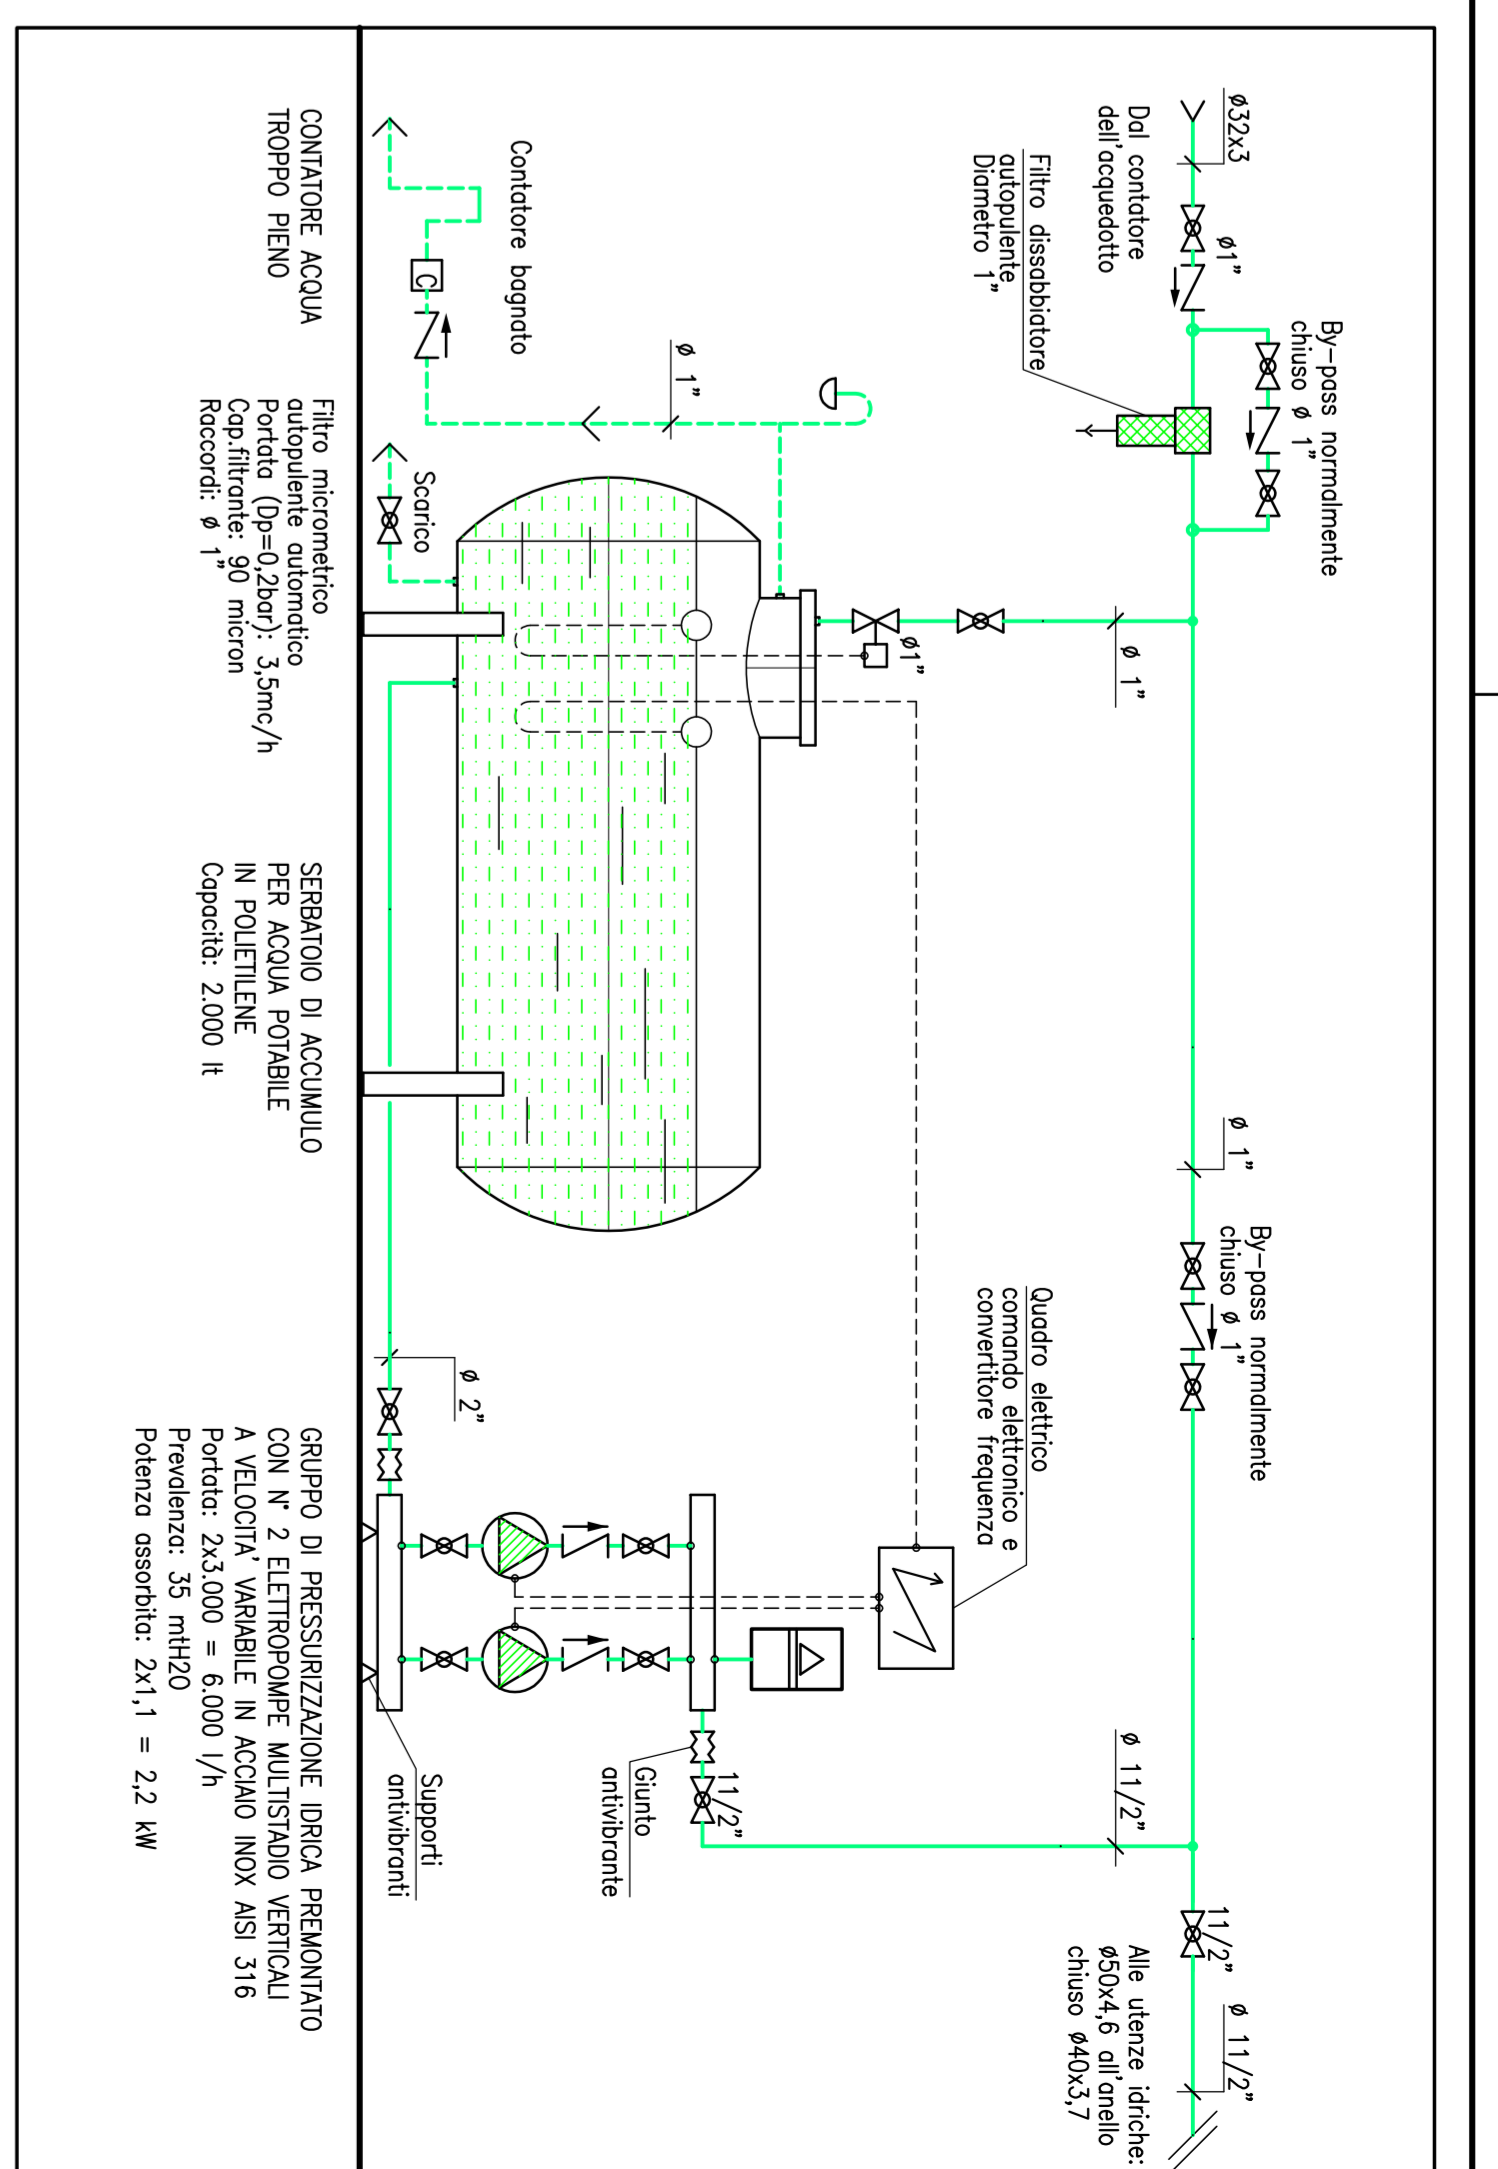 ø32x3
Dal contatore
dell'acquedotto
ø1"
Filtro dissabbiatore
autopulente
Diametro 1"
By-pass normalmente
chiuso ø 1"
ø 1"
ø 1"
By-pass normalmente
chiuso ø 1"
ø 11/2"
11/2"
ø 11/2"
Alle utenze idriche:
ø50x4,6 all'anello
chiuso ø40x3,7
ø 1"
ø1"
Contatore bagnato
C
Scarico
Quadro elettrico
comando elettronico e
convertitore frequenza
ø 2"
11/2"
Giunto
antivibrante
Supporti
antivibranti
CONTATORE ACQUA
TROPPO PIENO
Filtro micrometrico
autopulente automatico
Portata (Dp=0,2bar): 3,5mc/h
Cap.filtrante: 90 micron
Raccordi: ø 1"
SERBATOIO DI ACCUMULO
PER ACQUA POTABILE
IN POLIETILENE
Capacità: 2.000 lt
GRUPPO DI PRESSURIZZAZIONE IDRICA PREMONTATO
CON N° 2 ELETTROPOMPE MULTISTADIO VERTICALI
A VELOCITA' VARIABILE IN ACCIAIO INOX AISI 316
Portata: 2x3.000 = 6.000 l/h
Prevalenza: 35 mtH2O
Potenza assorbita: 2x1,1 = 2,2 kW